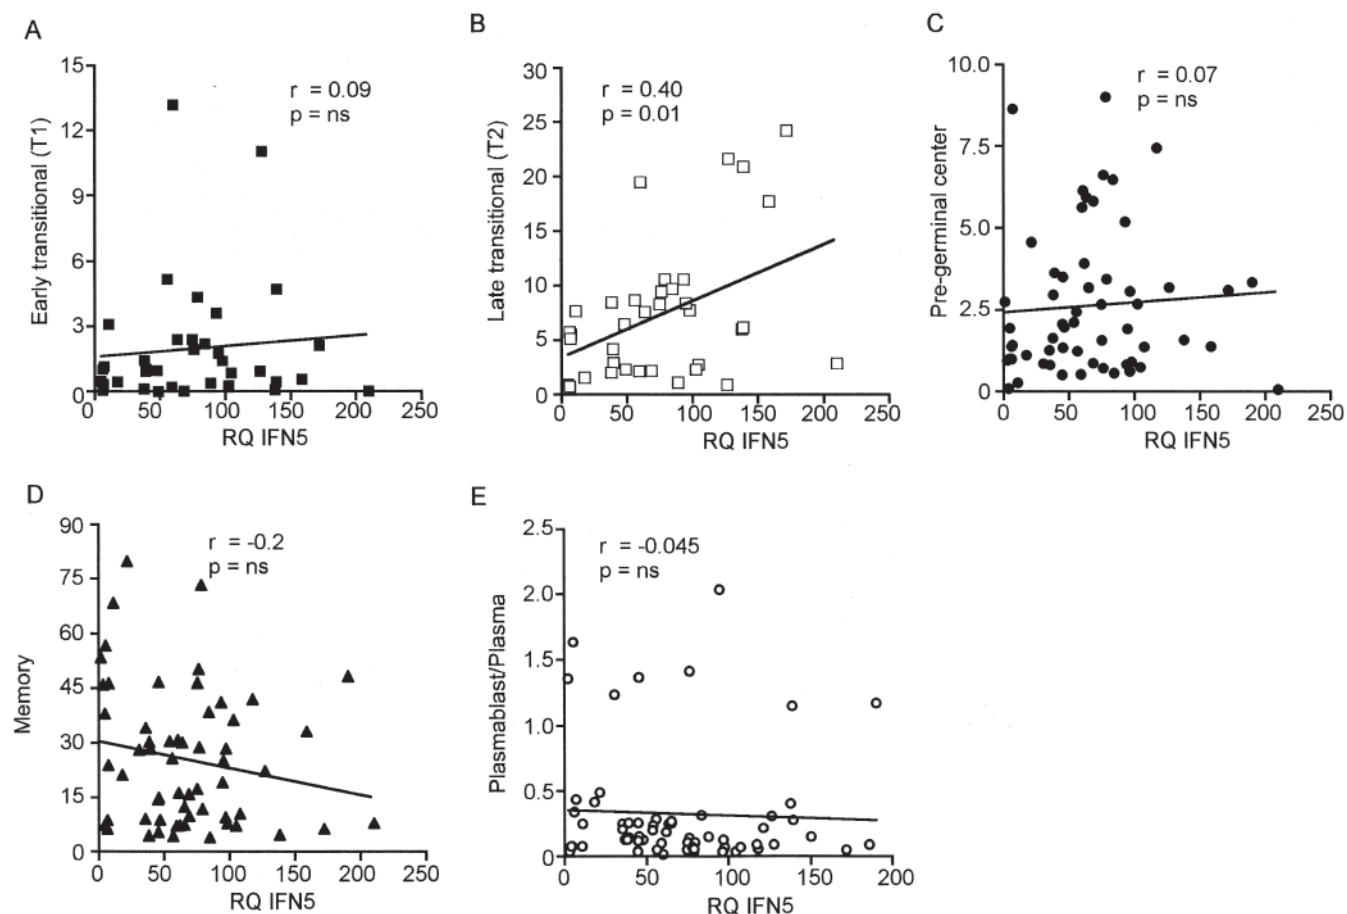 A
r = 0.09
p = ns
Early transitional (T1)
15
12
9
6
3
0
0 50 100 150 200 250
RQ IFN5
B
r = 0.40
p = 0.01
Late transitional (T2)
30
25
20
15
10
5
0
0 50 100 150 200 250
RQ IFN5
C
r = 0.07
p = ns
Pre-germinal center
10.0
7.5
5.0
2.5
0
0 50 100 150 200 250
RQ IFN5
D
r = -0.2
p = ns
Memory
90
75
60
45
30
15
0
0 50 100 150 200 250
RQ IFN5
E
r = -0.045
p = ns
Plasmablast/Plasma
2.5
2.0
1.5
1.0
0.5
0
0 50 100 150 200
RQ IFN5